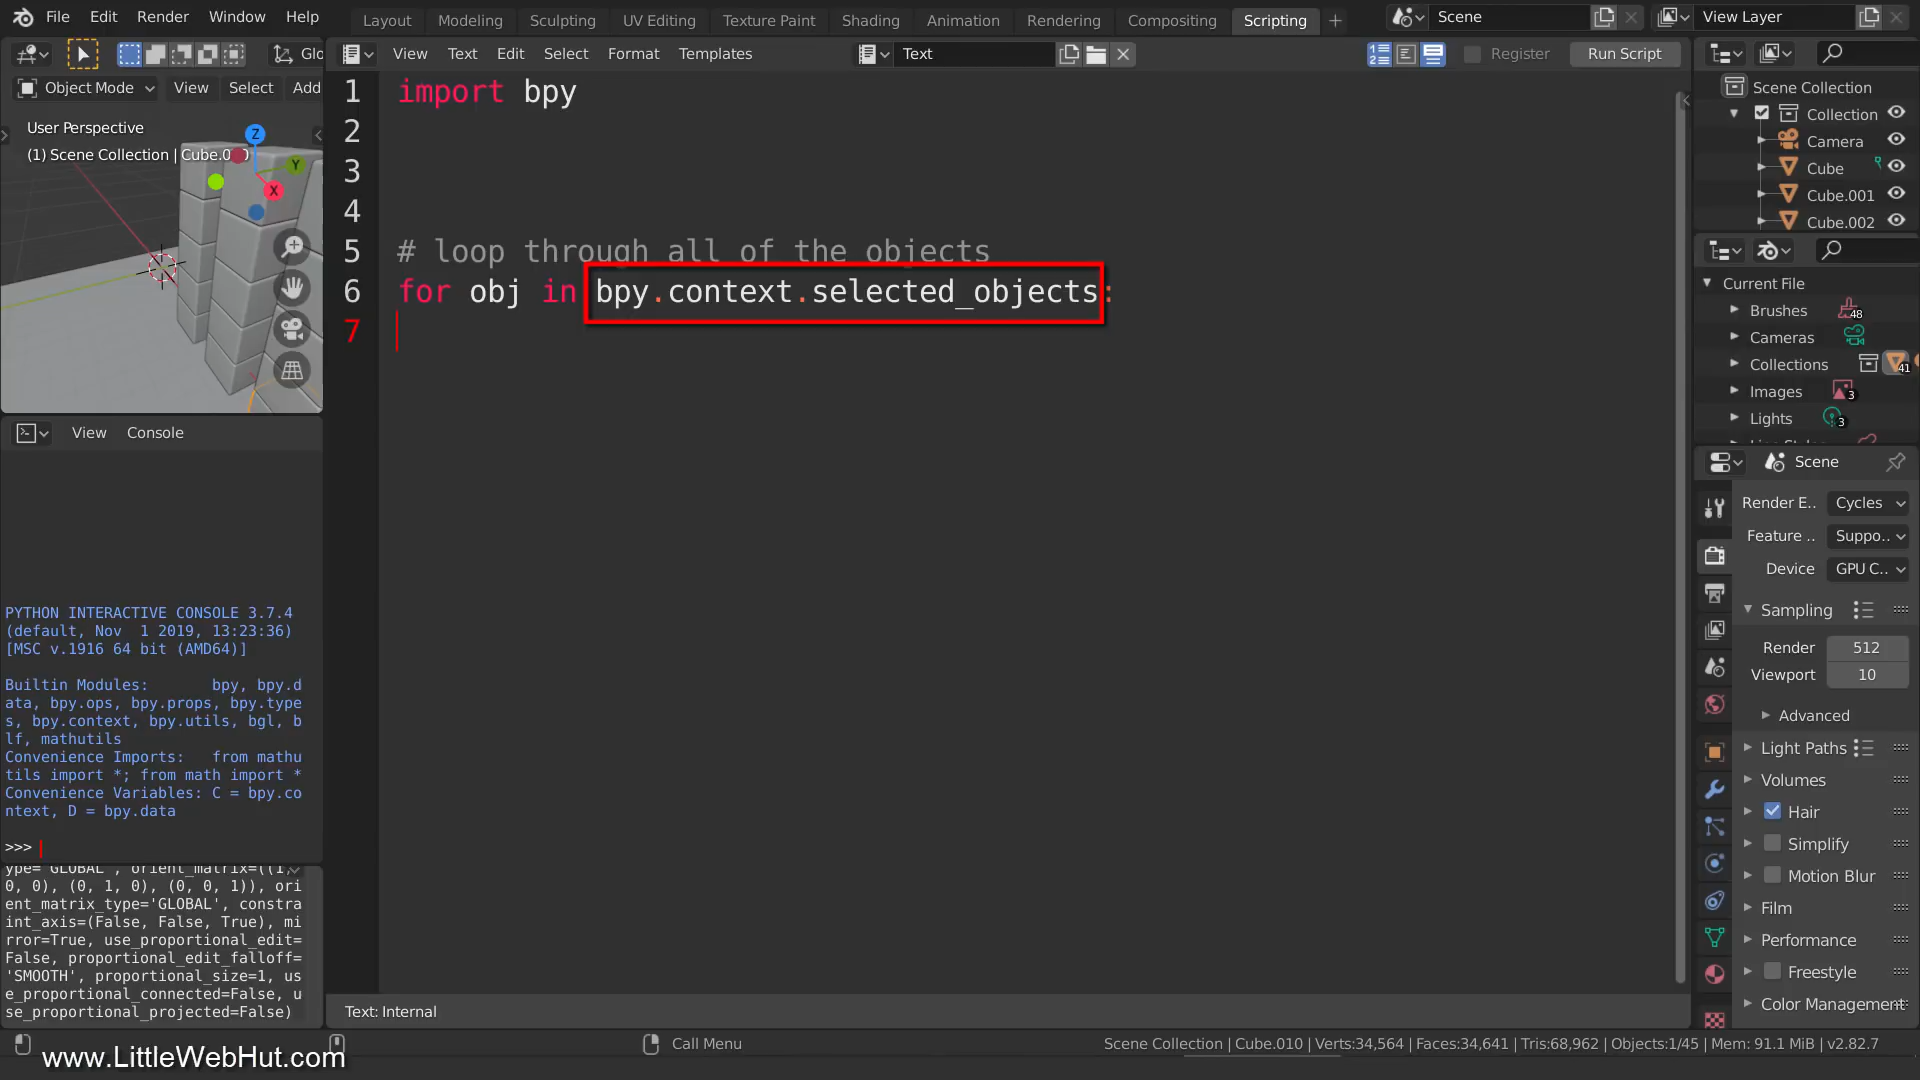 File Edit Render Window Help Layout Modeling Sculpting UV Editing Texture Paint Shading Animation Rendering Compositing Scripting + Scene View Layer
Glo View Text Edit Select Format Templates Text Register Run Script
Object Mode View Select Add
User Perspective
(1) Scene Collection | Cube.0
Z
Y
X
1 import bpy
2
3
4
5 # loop through all of the objects
6 for obj in bpy.context.selected_objects:
7
View Console
PYTHON INTERACTIVE CONSOLE 3.7.4
(default, Nov  1 2019, 13:23:36)
[MSC v.1916 64 bit (AMD64)]
Builtin Modules:       bpy, bpy.d
ata, bpy.ops, bpy.props, bpy.type
s, bpy.context, bpy.utils, bgl, b
lf, mathutils
Convenience Imports:   from mathu
tils import *; from math import *
Convenience Variables: C = bpy.co
ntext, D = bpy.data
>>>
ype='GLOBAL', orient_matrix=((1,
0, 0), (0, 1, 0), (0, 0, 1)), ori
ent_matrix_type='GLOBAL', constra
int_axis=(False, False, True), mi
rror=True, use_proportional_edit=
False, proportional_edit_falloff=
'SMOOTH', proportional_size=1, us
e_proportional_connected=False, u
se_proportional_projected=False)
Text: Internal
Scene Collection
Collection
Camera
Cube
Cube.001
Cube.002
Current File
Brushes 48
Cameras
Collections 41
Images 3
Lights 3
Scene
Render E.. Cycles
Feature .. Suppo..
Device GPU C..
Sampling
Render 512
Viewport 10
Advanced
Light Paths
Volumes
Hair
Simplify
Motion Blur
Film
Performance
Freestyle
Color Management
www.LittleWebHut.com
Call Menu
Scene Collection | Cube.010 | Verts:34,564 | Faces:34,641 | Tris:68,962 | Objects:1/45 | Mem: 91.1 MiB | v2.82.7